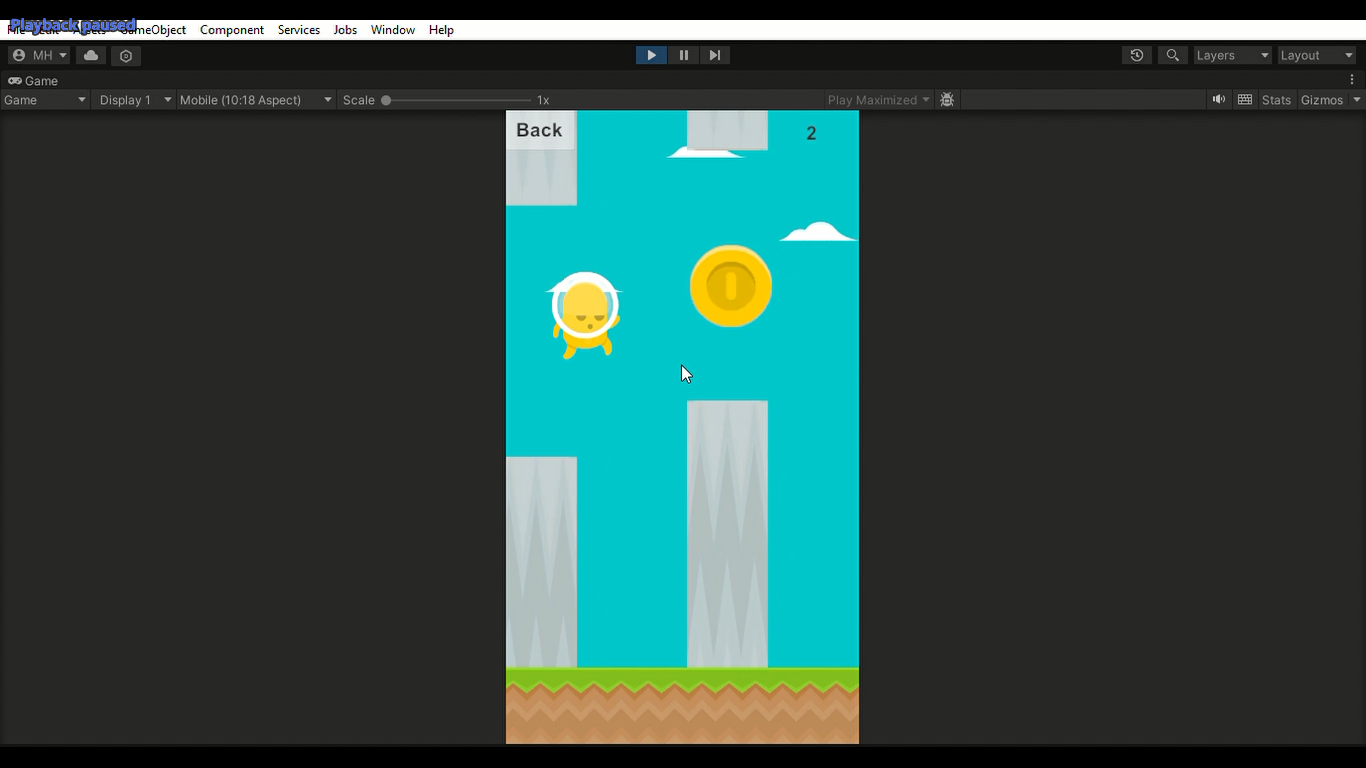 Playback paused
File Edit Assets GameObject Component Services Jobs Window Help
MH Layers Layout
Game
Game Display 1 Mobile (10:18 Aspect) Scale 1x Play Maximized Stats Gizmos
Back 2